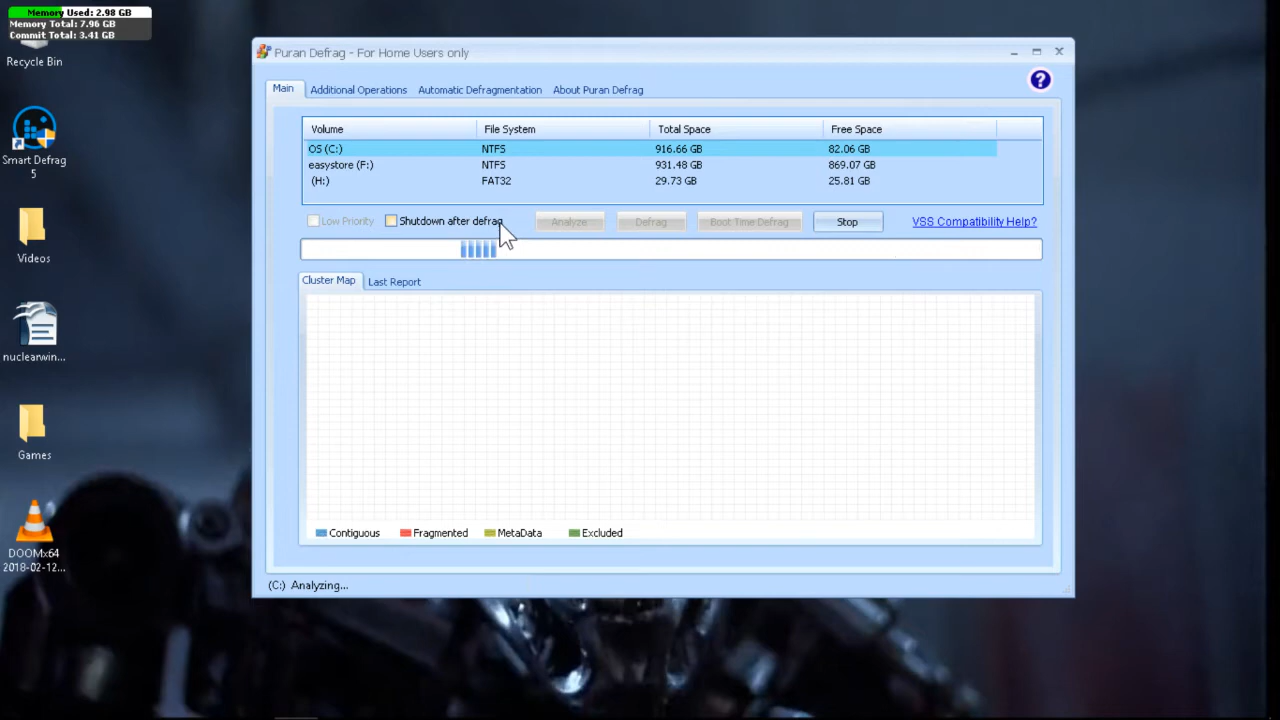 Memory Used: 2.98 GB
Memory Total: 7.96 GB
Commit Total: 3.41 GB
Recycle Bin
Smart Defrag
5
Videos
nuclearwin...
Games
DOOMx64
2018-02-12...
Puran Defrag - For Home Users only
Main Additional Operations Automatic Defragmentation About Puran Defrag ?
Volume File System Total Space Free Space
OS (C:) NTFS 916.66 GB 82.06 GB
easystore (F:) NTFS 931.48 GB 869.07 GB
(H:) FAT32 29.73 GB 25.81 GB
Low Priority Shutdown after defrag Analyze Defrag Boot Time Defrag Stop VSS Compatibility Help?
Cluster Map Last Report
Contiguous Fragmented MetaData Excluded
(C:) Analyzing...